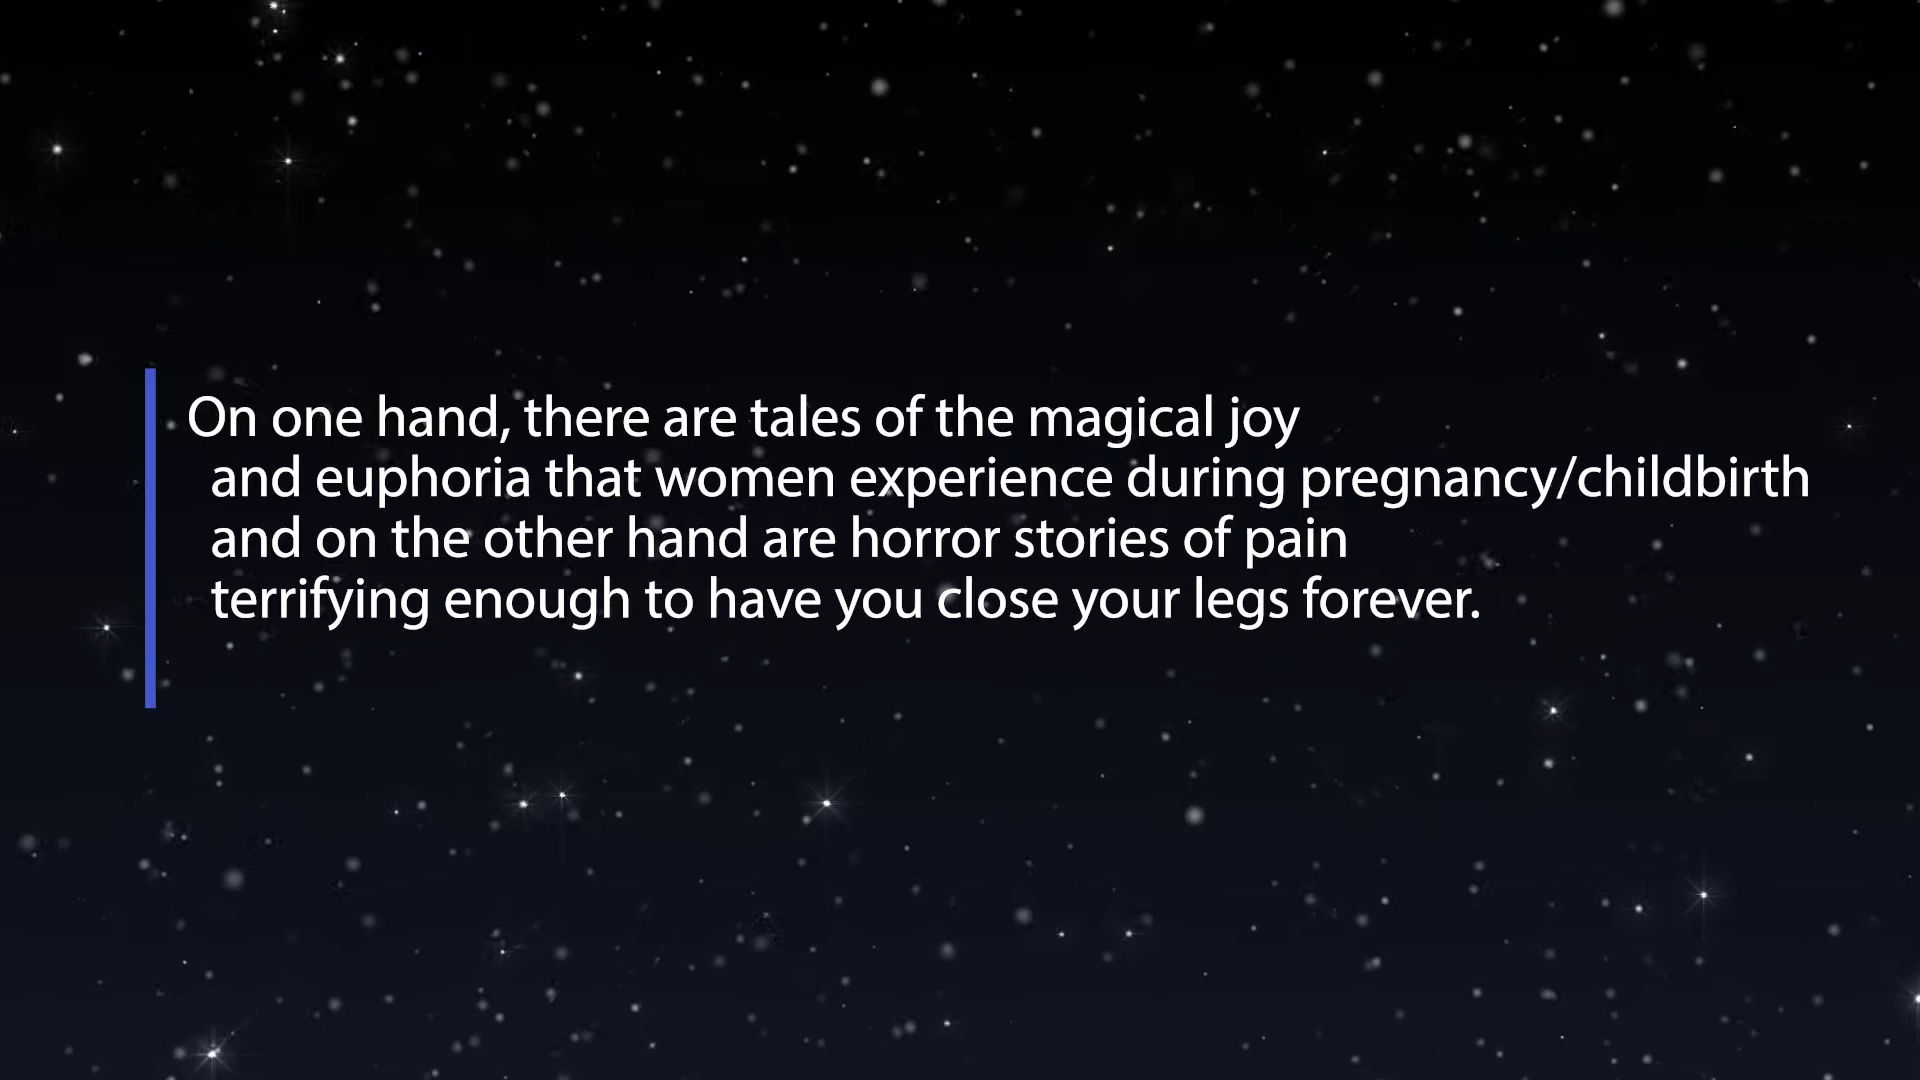 On one hand, there are tales of the magical joy
and euphoria that women experience during pregnancy/childbirth
and on the other hand are horror stories of pain
terrifying enough to have you close your legs forever.